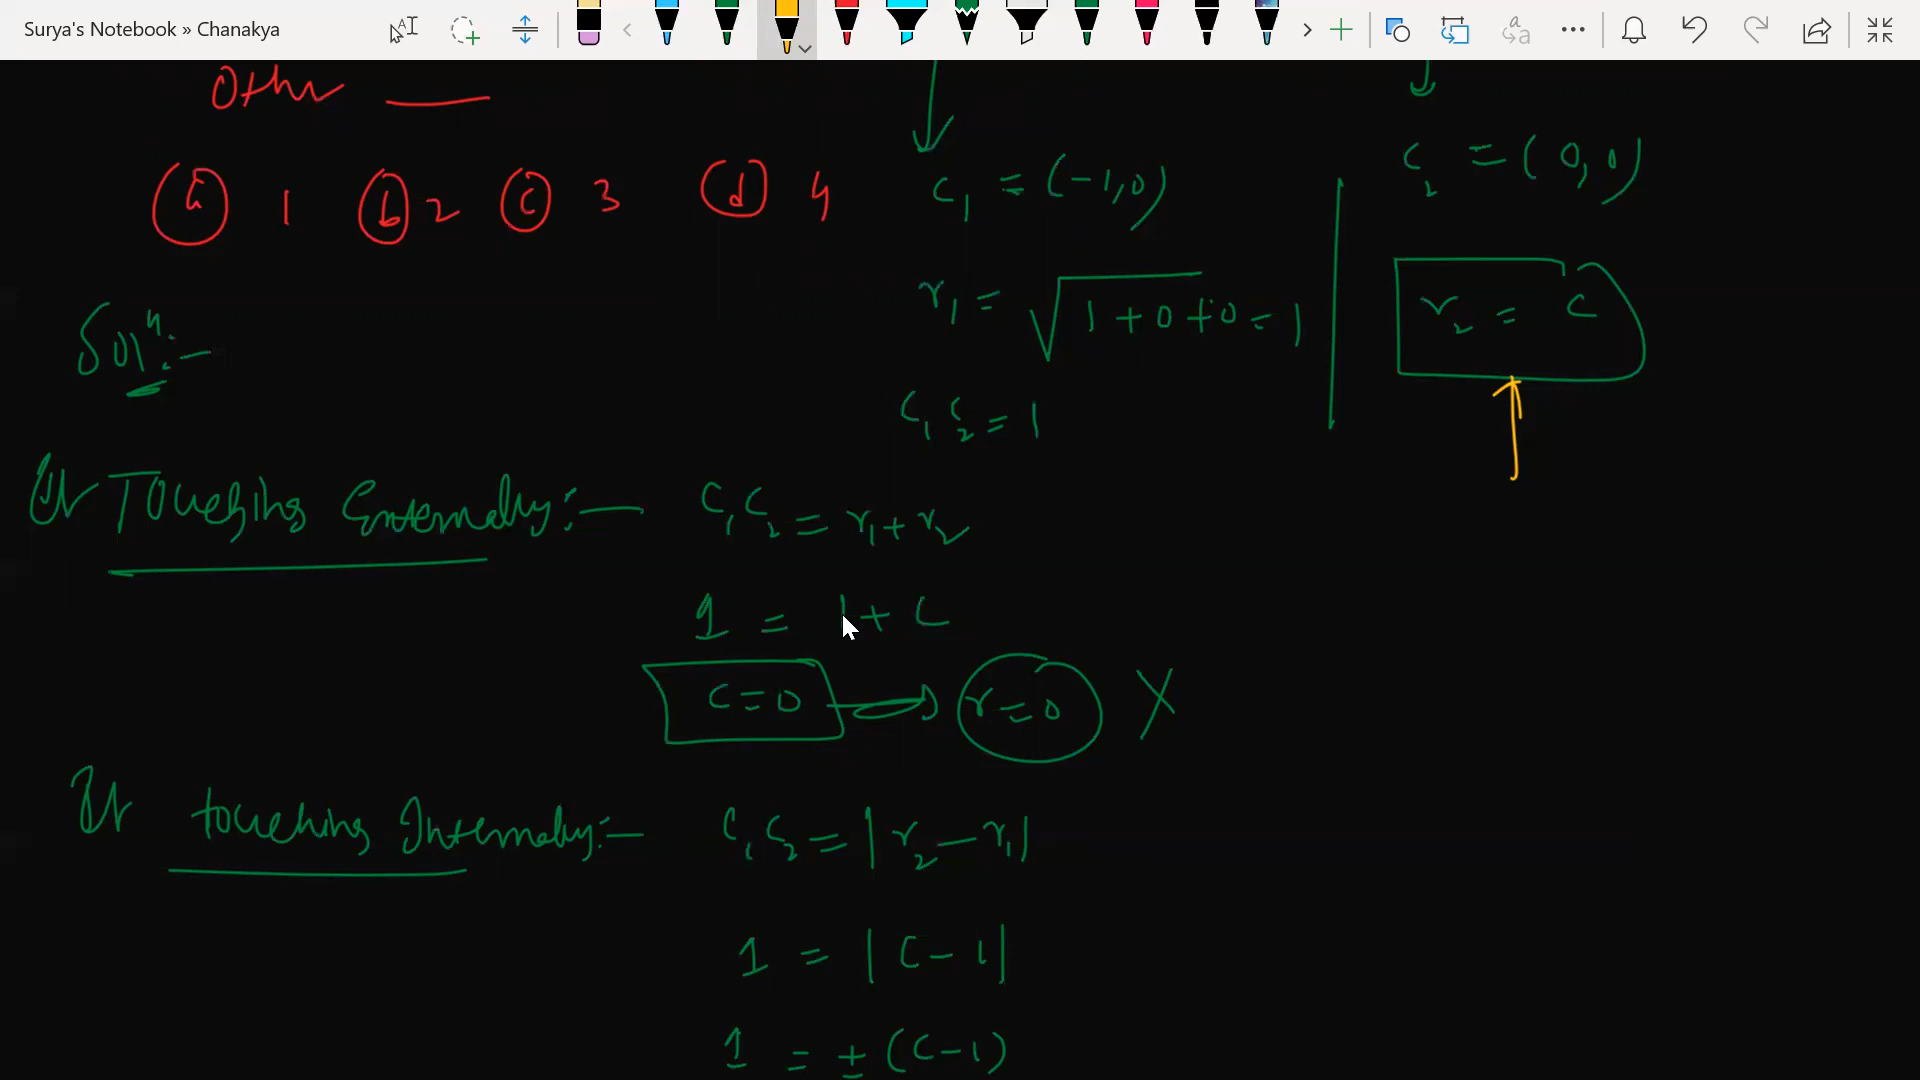 Surya's Notebook » Chanakya
Other ____
(a) 1 (b) 2 (c) 3 (d) 4
C₁ = (-1,0)
C₂ = (0,0)
r₁ = √1+0+0 = 1
r₂ = c
C₁C₂ = 1
Solⁿ:-
If Touching Externally:- C₁C₂ = r₁+r₂
1 = 1 + c
c=0 → r=0 X
If touching Internally:- C₁C₂ = |r₂-r₁|
1 = |c-1|
1 = ±(c-1)